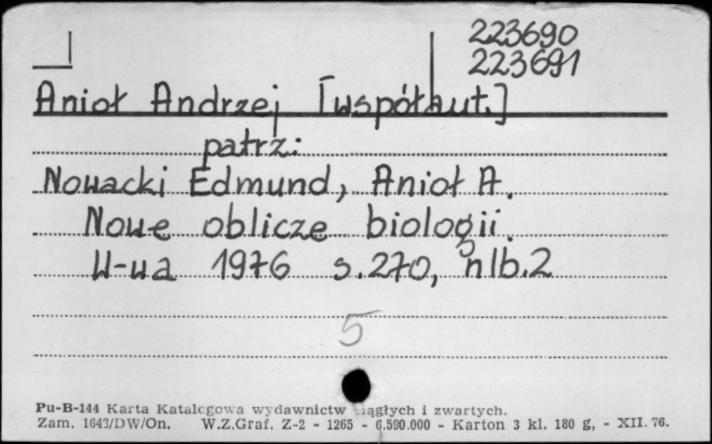 223690
223691
Anioł Andrzej [współaut.]
patrz:
Nowacki Edmund, Anioł A.
Nowe oblicze biologii.
W-wa 1976 s.270, nlb.2
5
Pu-B-144 Karta Katalogowa wydawnictw ciągłych i zwartych.
Zam. 1643/DW/On. W.Z.Graf. Z-2 - 1265 - 6.590.000 - Karton 3 kl. 180 g, - XII. 76.